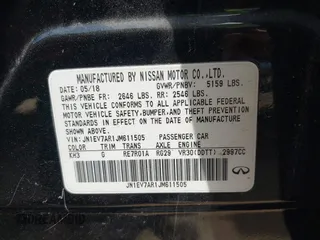 MANUFACTURED BY NISSAN MOTOR CO.,LTD.
DATE: 05/18 GVWR/PNBV: 5159 LBS.
GAWR/PNBE FR: 2646 LBS. RR: 2546 LBS.
THIS VEHICLE CONFORMS TO ALL APPLICABLE FEDERAL
MOTOR VEHICLE SAFETY,BUMPER,AND THEFT PREVENTION
STANDARDS IN EFFECT ON THE DATE OF MANUFACTURE
SHOWN ABOVE.
VIN: JN1EV7AR1JM611505 PASSENGER CAR
COLOR TRIM TRANS AXLE ENGINE
KH3 G RE7R01A RG29 VR30(DDTT) 2997CC
JN1EV7AR1JM611505